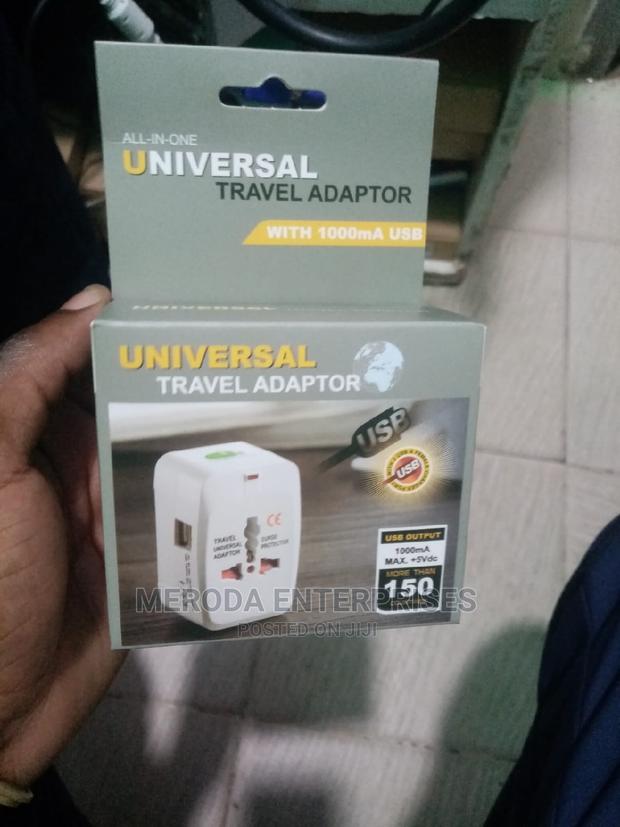 ALL-IN-ONE
UNIVERSAL
TRAVEL ADAPTOR
WITH 1000mA USB
UNIVERSAL
UNIVERSAL
TRAVEL ADAPTOR
USB
USB
CE
TRAVEL
UNIVERSAL
ADAPTOR
SURGE
PROTECTOR
USB OUTPUT
1000mA
MAX. +5Vdc
MORE THAN
150
MERODA ENTERPRISES
POSTED ON JIJI